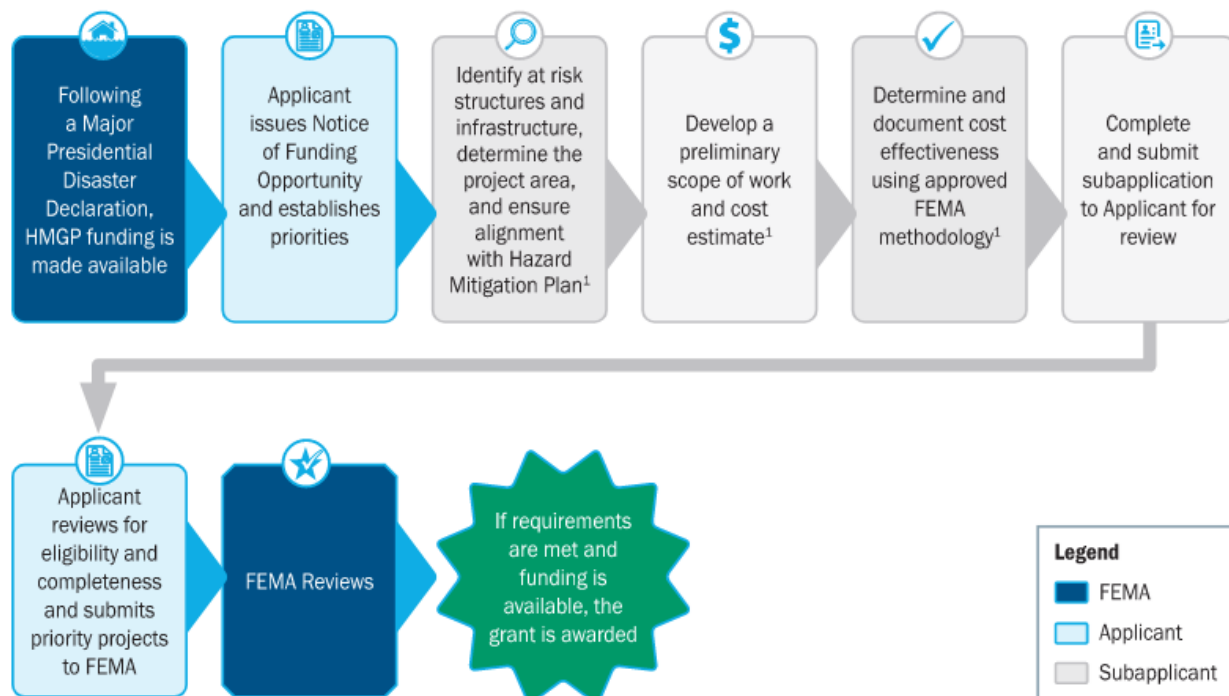 Following
a Major
Presidential
Disaster
Declaration,
HMGP funding is
made available
Applicant
issues Notice
of Funding
Opportunity
and establishes
priorities
Identify at risk
structures and
infrastructure,
determine the
project area,
and ensure
alignment
with Hazard
Mitigation Plan¹
$
Develop a
preliminary
scope of work
and cost
estimate¹
Determine and
document cost
effectiveness
using approved
FEMA
methodology¹
Complete
and submit
subapplication
to Applicant for
review
Applicant
reviews for
eligibility and
completeness
and submits
priority projects
to FEMA
FEMA Reviews
If requirements
are met and
funding is
available, the
grant is awarded
Legend
FEMA
Applicant
Subapplicant